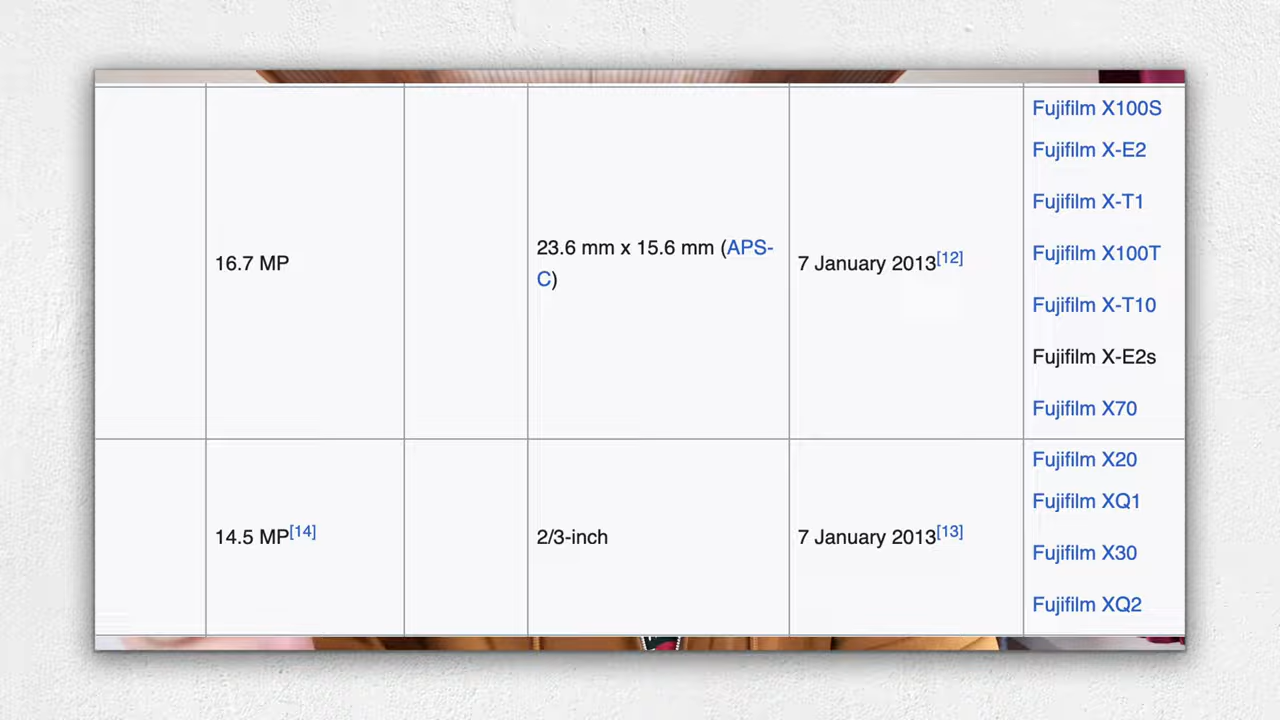 16.7 MP
23.6 mm x 15.6 mm (APS-
C)
7 January 2013[12]
Fujifilm X100S
Fujifilm X-E2
Fujifilm X-T1
Fujifilm X100T
Fujifilm X-T10
Fujifilm X-E2s
Fujifilm X70
14.5 MP[14]
2/3-inch
7 January 2013[13]
Fujifilm X20
Fujifilm XQ1
Fujifilm X30
Fujifilm XQ2